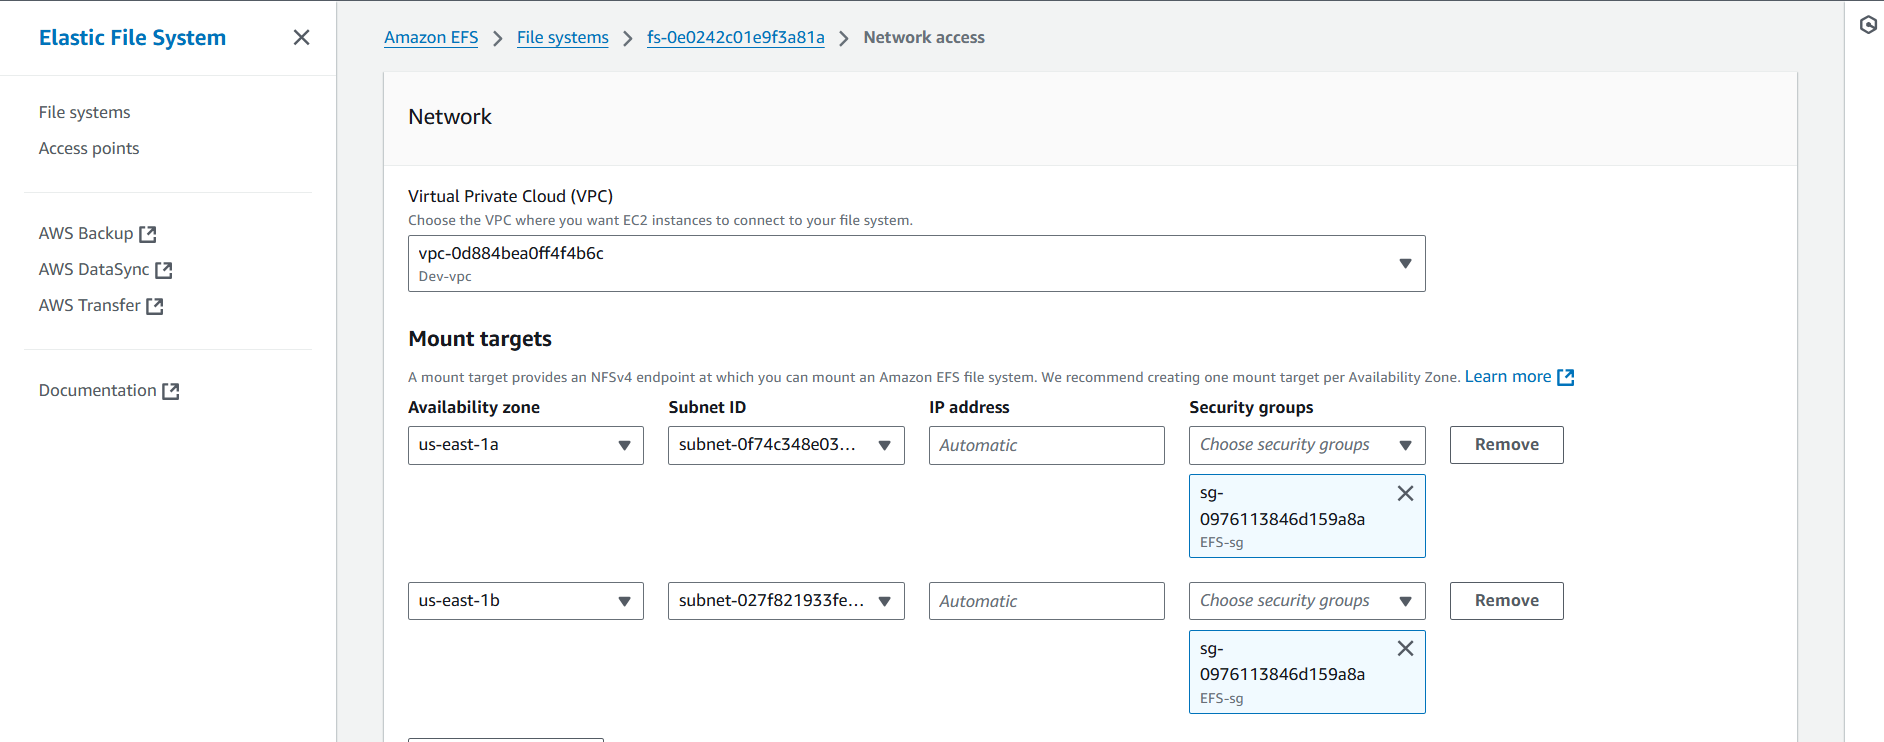 Elastic File System
File systems
Access points
AWS Backup
AWS DataSync
AWS Transfer
Documentation
Amazon EFS
File systems
fs-0e0242c01e9f3a81a
Network access
Network
Virtual Private Cloud (VPC)
Choose the VPC where you want EC2 instances to connect to your file system.
vpc-0d884bea0ff4f4b6c
Dev-vpc
Mount targets
A mount target provides an NFSv4 endpoint at which you can mount an Amazon EFS file system. We recommend creating one mount target per Availability Zone. Learn more
Availability zone
Subnet ID
IP address
Security groups
us-east-1a
subnet-0f74c348e03...
Automatic
Choose security groups
Remove
sg-
0976113846d159a8a
EFS-sg
us-east-1b
subnet-027f821933fe...
Automatic
Choose security groups
Remove
sg-
0976113846d159a8a
EFS-sg